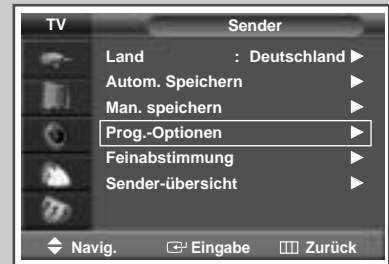 TV Sender
Land : Deutschland ▶
Autom. Speichern ▶
Man. speichern ▶
Prog.-Optionen ▶
Feinabstimmung ▶
Sender-übersicht ▶
Navig. Eingabe Zurück